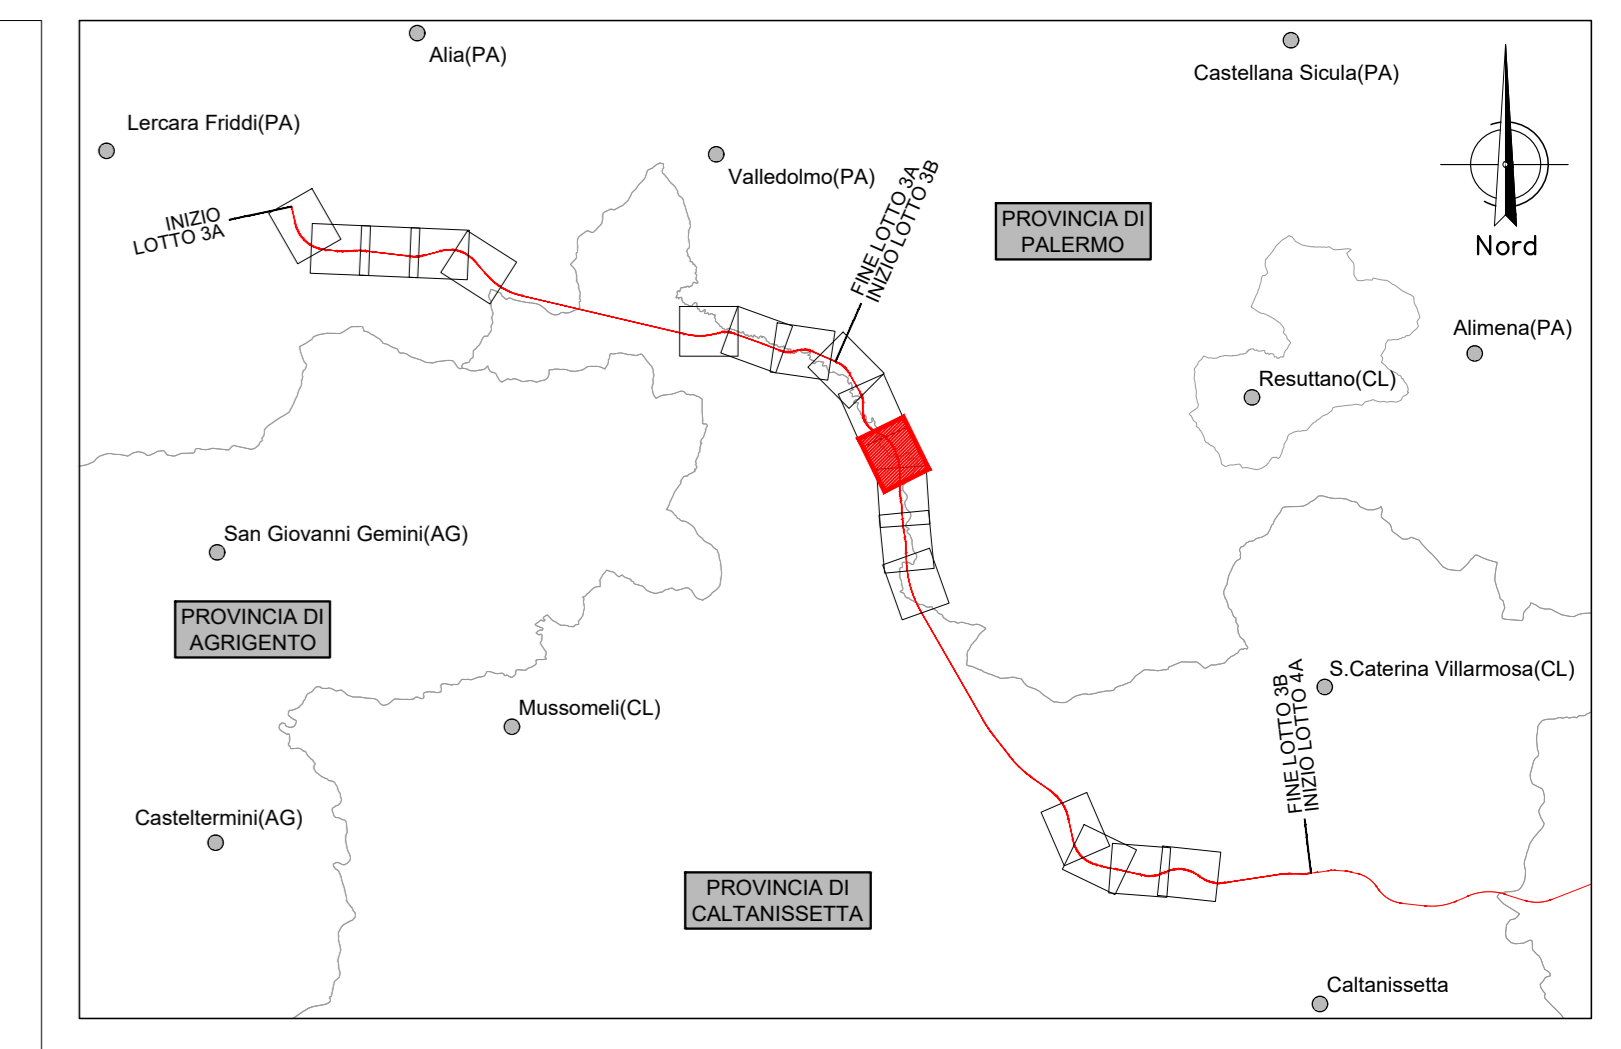 Alia(PA)
Castellana Sicula(PA)
Lercara Friddi(PA)
Valledolmo(PA)
INIZIO
LOTTO 3A
FINE LOTTO 3A
INIZIO LOTTO 3B
PROVINCIA DI
PALERMO
Nord
Alimena(PA)
Resuttano(CL)
San Giovanni Gemini(AG)
PROVINCIA DI
AGRIGENTO
S.Caterina Villarmosa(CL)
Mussomeli(CL)
FINE LOTTO 3B
INIZIO LOTTO 4A
Casteltermini(AG)
PROVINCIA DI
CALTANISSETTA
Caltanissetta